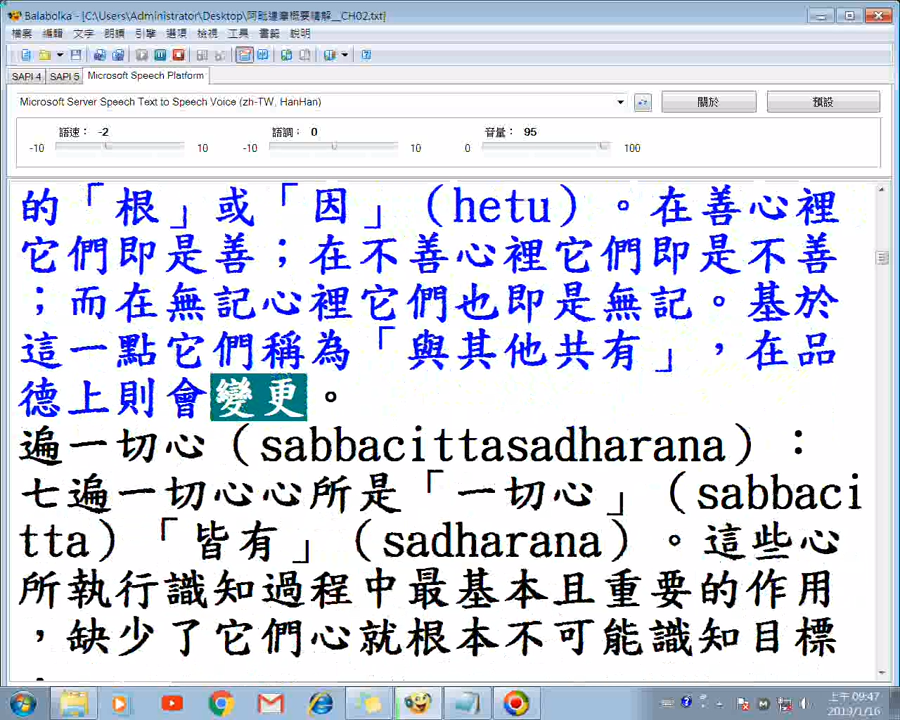 Balabolka - [C:\Users\Administrator\Desktop\阿毗達摩概要精解__CH02.txt]
檔案 編輯 文字 朗讀 引擎 選項 檢視 工具 書籤 說明
SAPI 4 SAPI 5 Microsoft Speech Platform
Microsoft Server Speech Text to Speech Voice (zh-TW, HanHan) 關於 預設
語速： -2 語調： 0 音量： 95
-10 10 -10 10 0 100
的「根」或「因」（hetu）。在善心裡
它們即是善；在不善心裡它們即是不善
；而在無記心裡它們也即是無記。基於
這一點它們稱為「與其他共有」，在品
德上則會變更。
遍一切心（sabbacittasadharana）：
七遍一切心心所是「一切心」（sabbaci
tta）「皆有」（sadharana）。這些心
所執行識知過程中最基本且重要的作用
，缺少了它們心就根本不可能識知目標
上午 09:47
2019/1/16